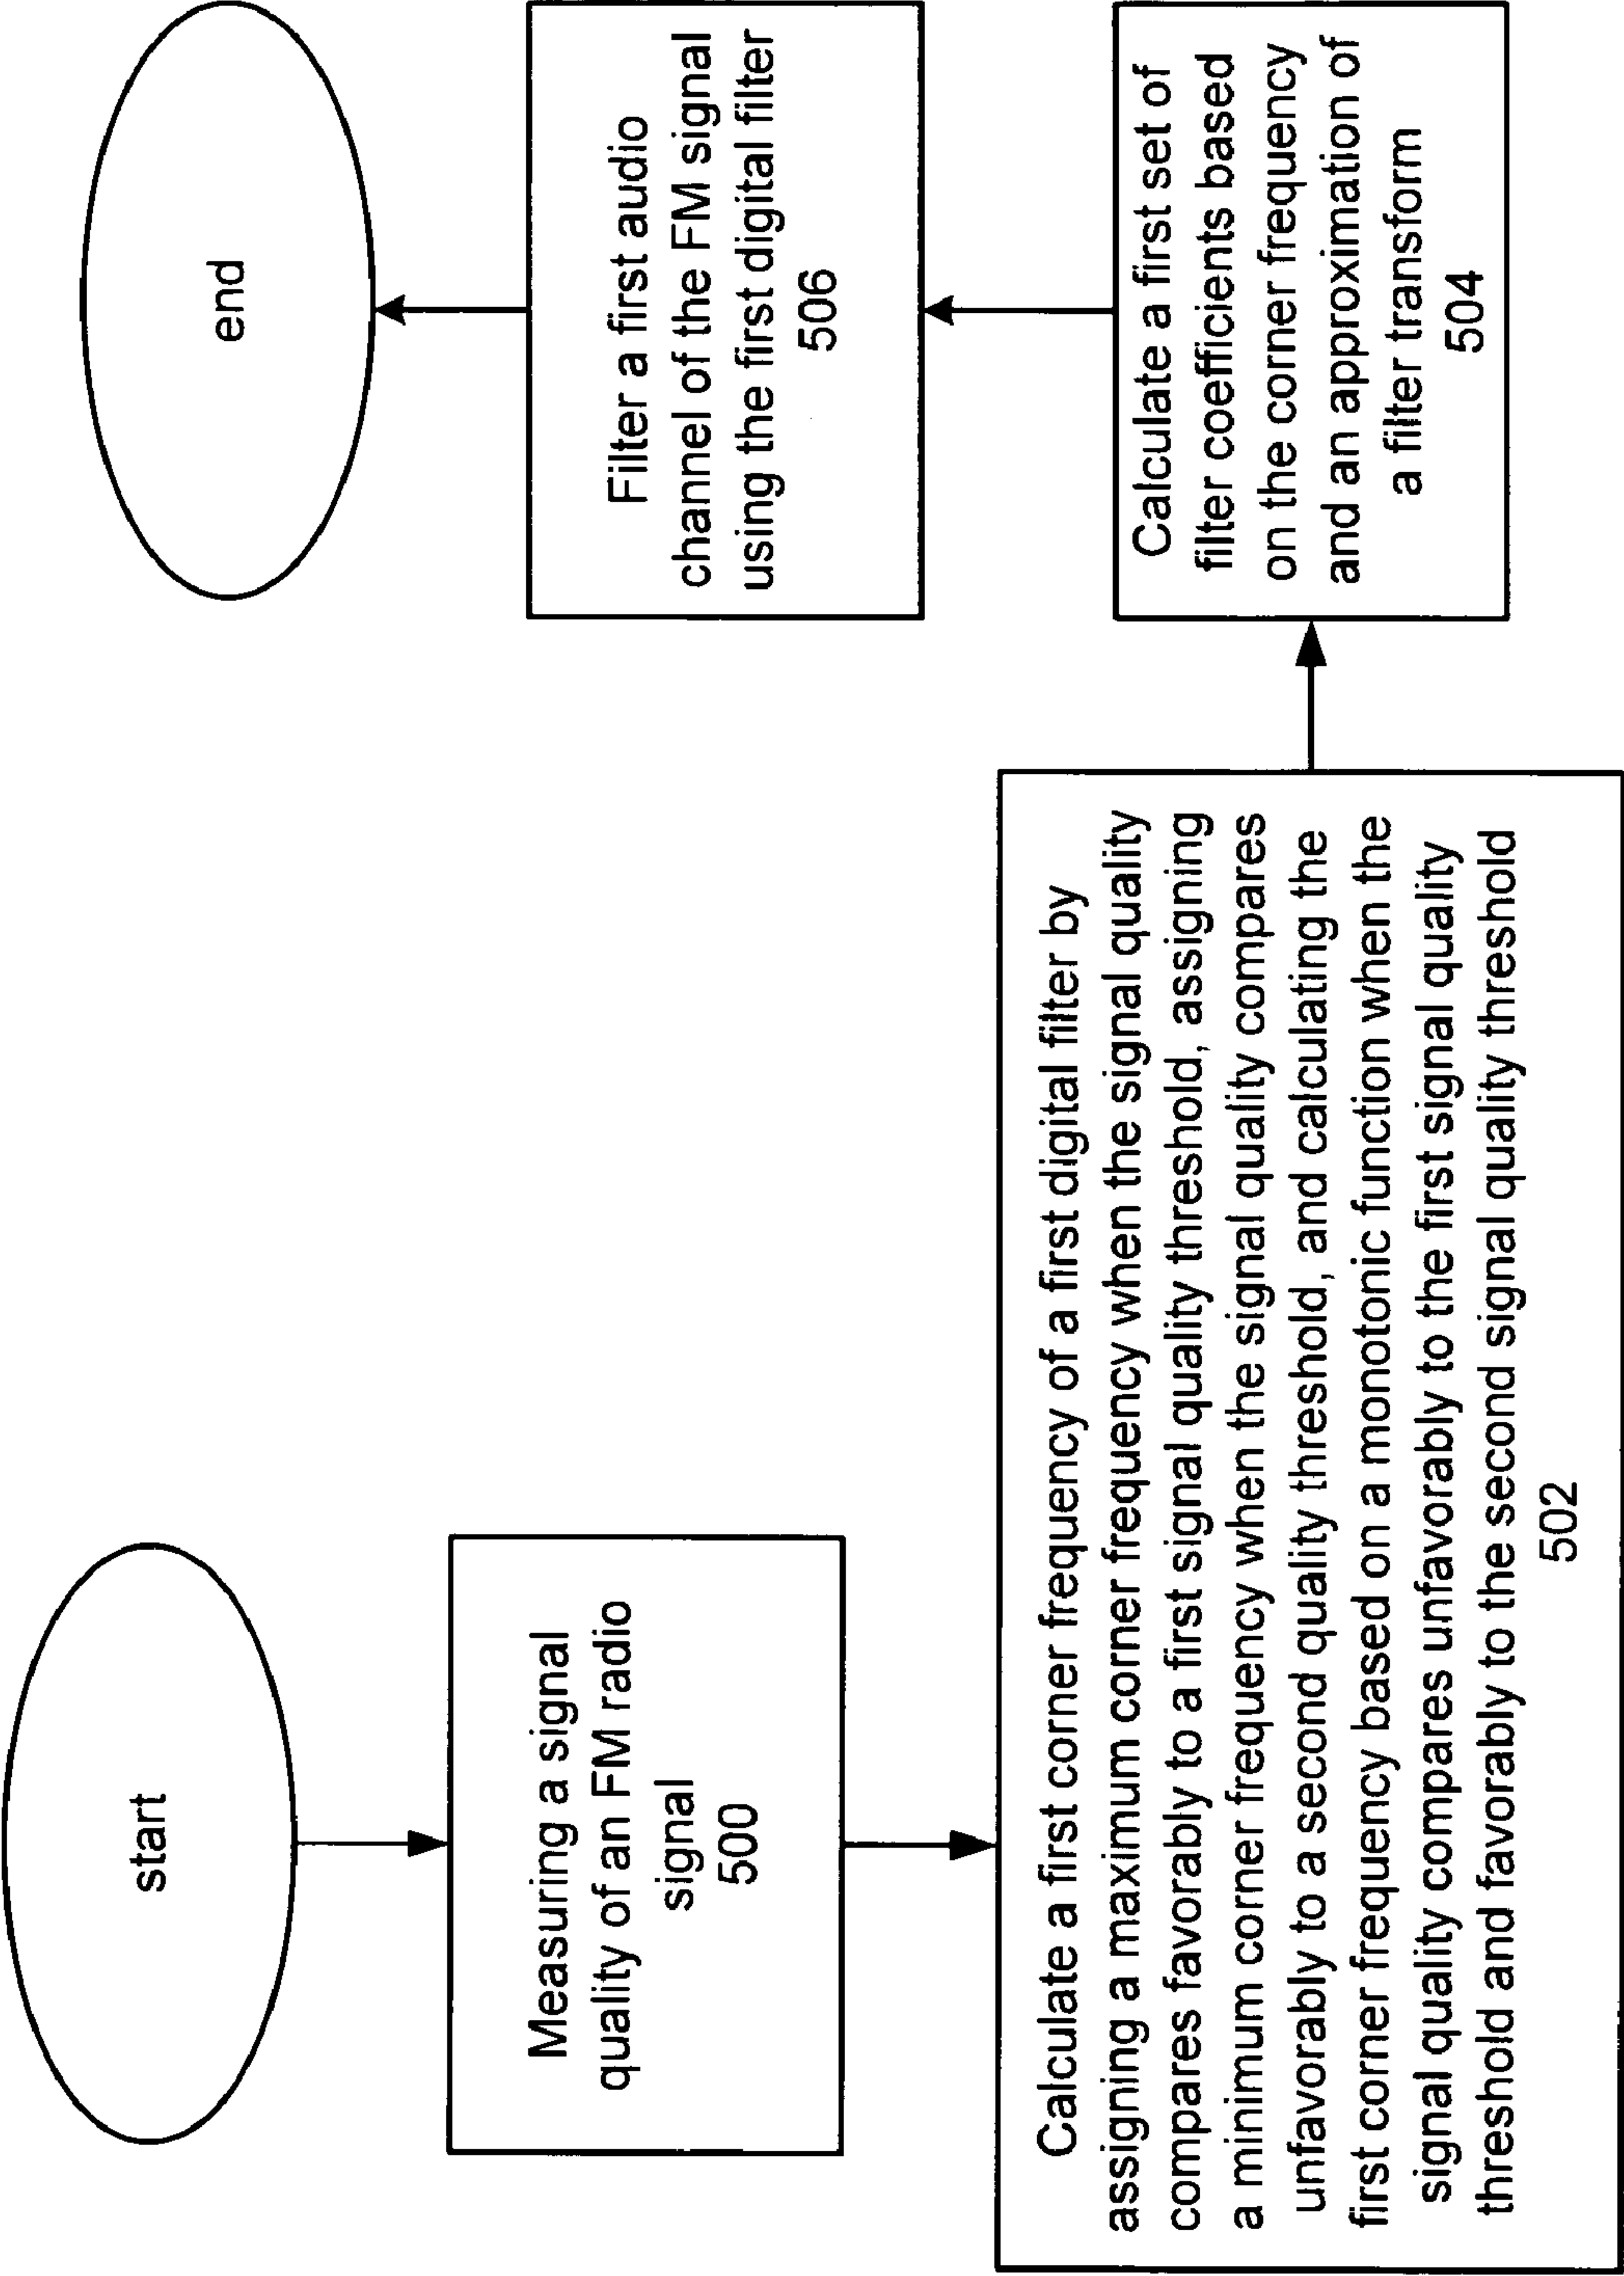 start
Measuring a signal
quality of an FM radio
signal
500
Calculate a first corner frequency of a first digital filter by
assigning a maximum corner frequency when the signal quality
compares favorably to a first signal quality threshold, assigning
a minimum corner frequency when the signal quality compares
unfavorably to a second quality threshold, and calculating the
first corner frequency based on a monotonic function when the
signal quality compares unfavorably to the first signal quality
threshold and favorably to the second signal quality threshold
502
Calculate a first set of
filter coefficients based
on the corner frequency
and an approximation of
a filter transform
504
Filter a first audio
channel of the FM signal
using the first digital filter
506
end